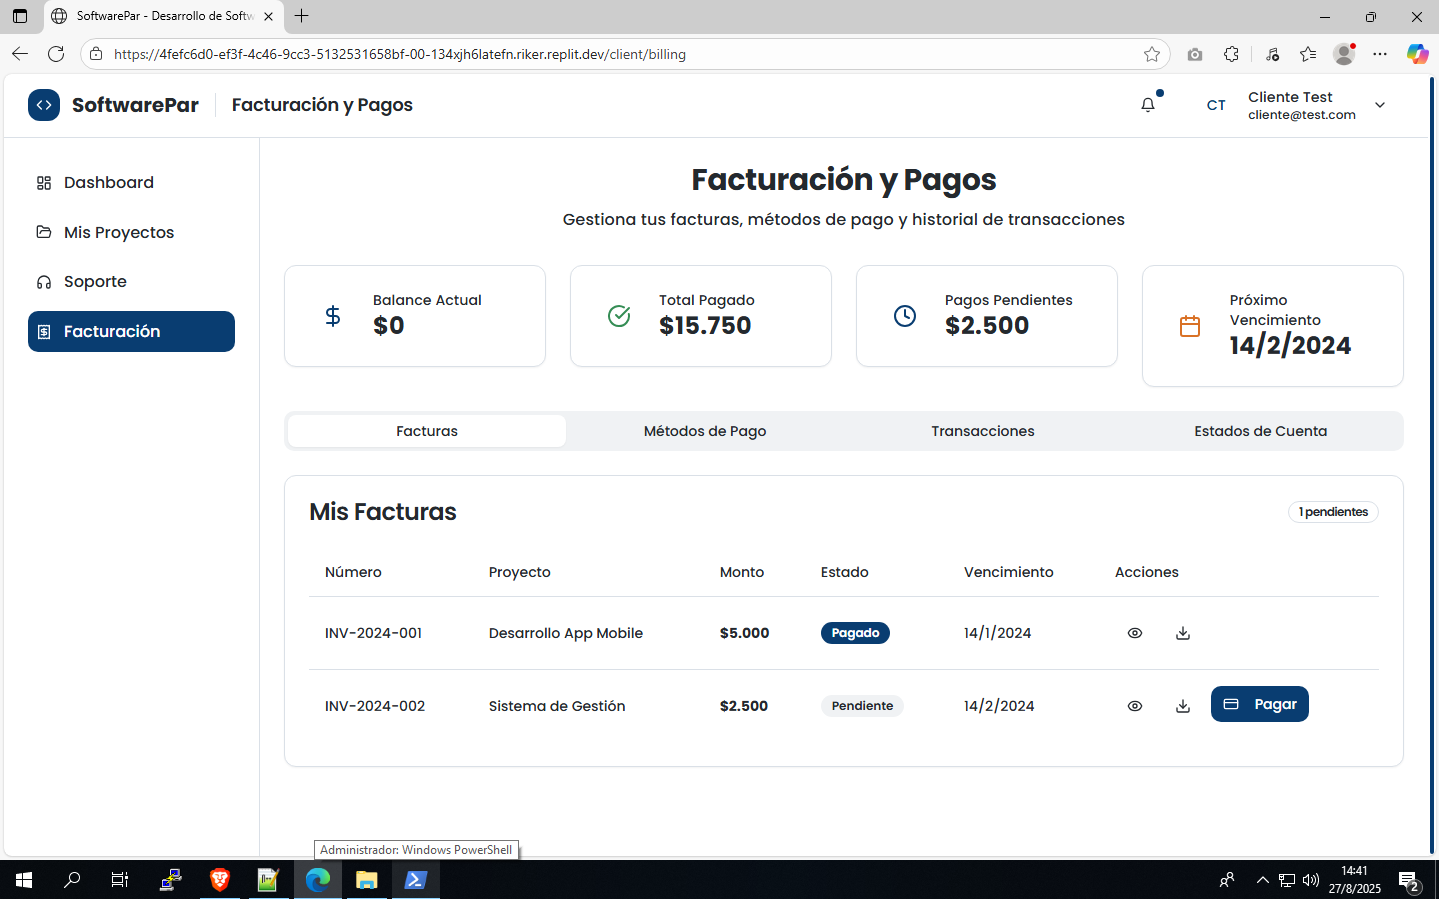 SoftwarePar - Desarrollo de Softw
https://4fefc6d0-ef3f-4c46-9cc3-5132531658bf-00-134xjh6latefn.riker.replit.dev/client/billing
SoftwarePar
Facturación y Pagos
CT
Cliente Test
cliente@test.com
Dashboard
Mis Proyectos
Soporte
Facturación
Facturación y Pagos
Gestiona tus facturas, métodos de pago y historial de transacciones
Balance Actual
$0
Total Pagado
$15.750
Pagos Pendientes
$2.500
Próximo
Vencimiento
14/2/2024
Facturas
Métodos de Pago
Transacciones
Estados de Cuenta
Mis Facturas
1 pendientes
Número Proyecto Monto Estado Vencimiento Acciones
INV-2024-001 Desarrollo App Mobile $5.000 Pagado 14/1/2024
INV-2024-002 Sistema de Gestión $2.500 Pendiente 14/2/2024 Pagar
Administrador: Windows PowerShell
14:41
27/8/2025
2